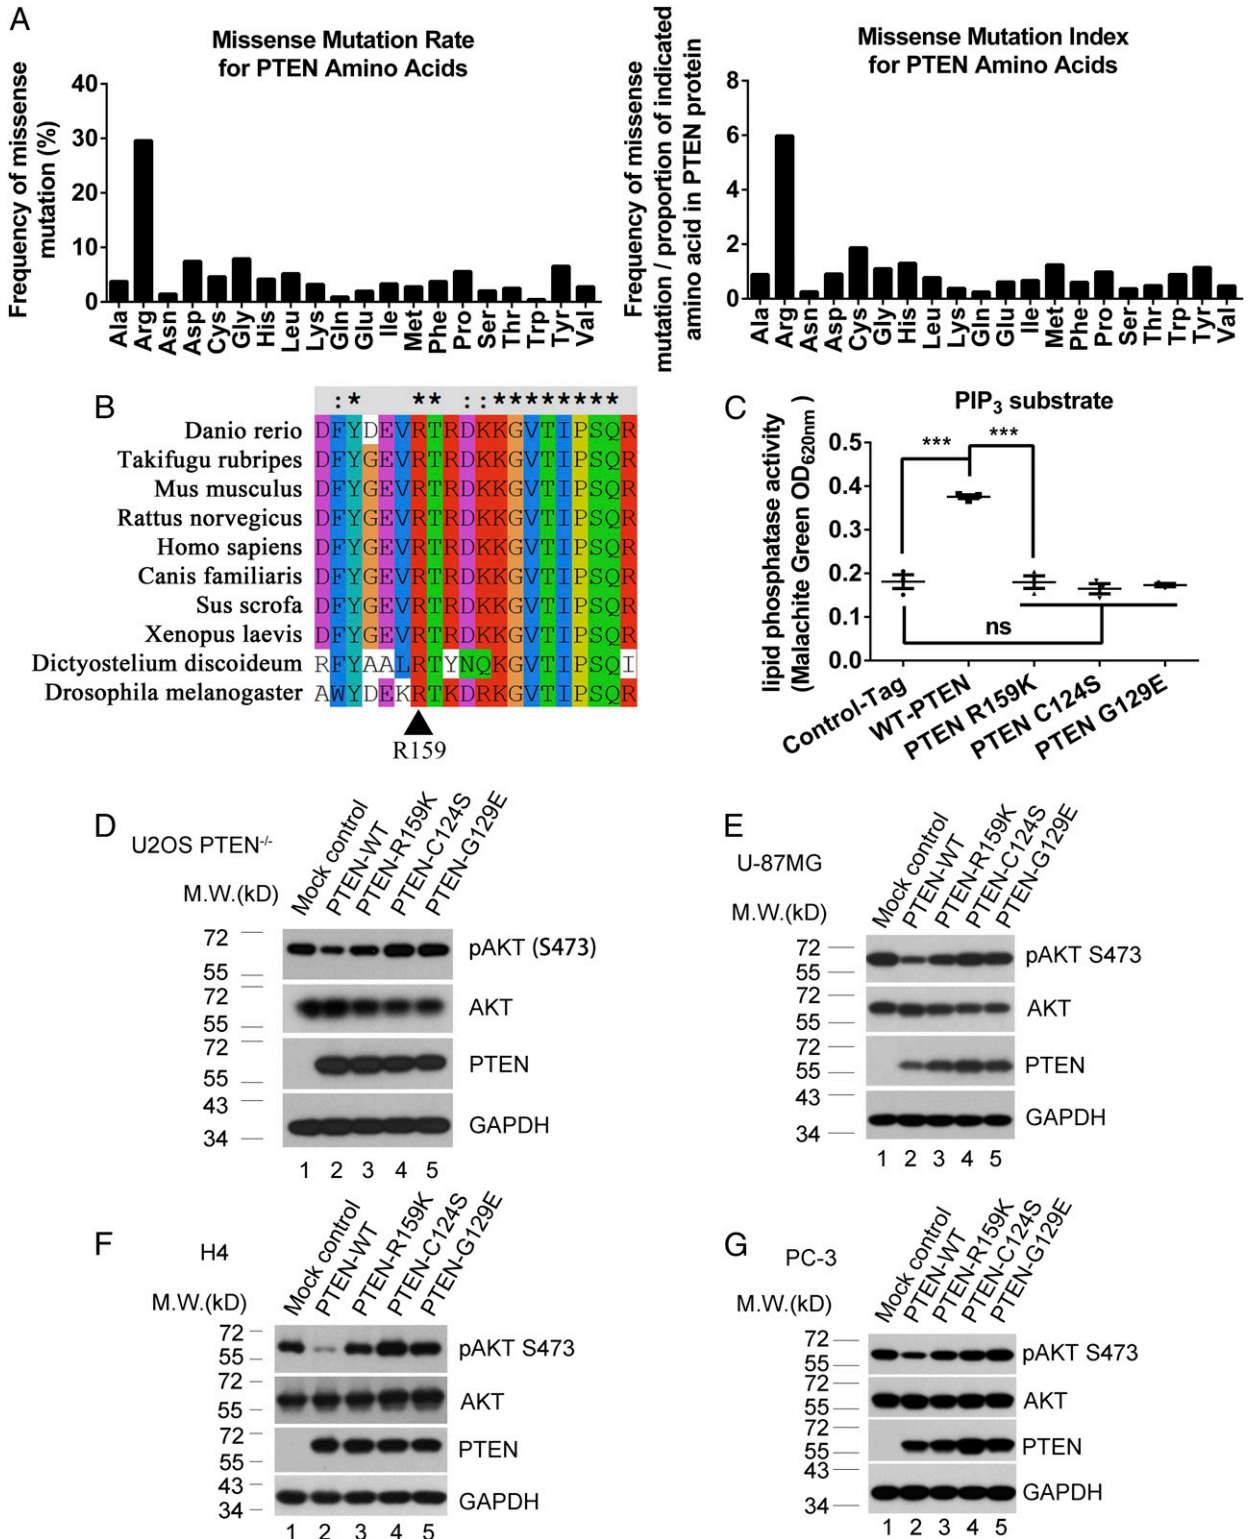 A
Missense Mutation Rate
for PTEN Amino Acids
Frequency of missense
mutation (%)
40
30
20
10
0
Ala Arg Asn Asp Cys Gly His Leu Lys Gln Glu Ile Met Phe Pro Ser Thr Trp Tyr Val
Missense Mutation Index
for PTEN Amino Acids
Frequency of missense
mutation / proportion of indicated
amino acid in PTEN protein
8
6
4
2
0
Ala Arg Asn Asp Cys Gly His Leu Lys Gln Glu Ile Met Phe Pro Ser Thr Trp Tyr Val
B
:* ** ::********
Danio rerio DFYDEVRTRDKKGVTIPSQR
Takifugu rubripes DFYGEVRTRDKKGVTIPSQR
Mus musculus DFYGEVRTRDKKGVTIPSQR
Rattus norvegicus DFYGEVRTRDKKGVTIPSQR
Homo sapiens DFYGEVRTRDKKGVTIPSQR
Canis familiaris DFYGEVRTRDKKGVTIPSQR
Sus scrofa DFYGEVRTRDKKGVTIPSQR
Xenopus laevis DFYGEVRTRDKKGVTIPSQR
Dictyostelium discoideum RFYAALRTYNQKGVTIPSQI
Drosophila melanogaster AWYDEKRTKDRKGVTIPSQR
R159
C
PIP3 substrate
lipid phosphatase activity
(Malachite Green OD620nm)
0.5
0.4
0.3
0.2
0.1
0.0
*** ***
ns
Control-Tag
WT-PTEN
PTEN R159K
PTEN C124S
PTEN G129E
D
U2OS PTEN-/-
M.W.(kD)
Mock control
PTEN-WT
PTEN-R159K
PTEN-C124S
PTEN-G129E
72
55
pAKT (S473)
72
55
AKT
72
55
PTEN
43
34
GAPDH
1 2 3 4 5
E
U-87MG
M.W.(kD)
Mock control
PTEN-WT
PTEN-R159K
PTEN-C124S
PTEN-G129E
72
55
pAKT S473
72
55
AKT
72
55
PTEN
43
34
GAPDH
1 2 3 4 5
F
H4
M.W.(kD)
Mock control
PTEN-WT
PTEN-R159K
PTEN-C124S
PTEN-G129E
72
55
pAKT S473
72
55
AKT
72
55
PTEN
43
34
GAPDH
1 2 3 4 5
G
PC-3
M.W.(kD)
Mock control
PTEN-WT
PTEN-R159K
PTEN-C124S
PTEN-G129E
72
55
pAKT S473
72
55
AKT
72
55
PTEN
43
34
GAPDH
1 2 3 4 5